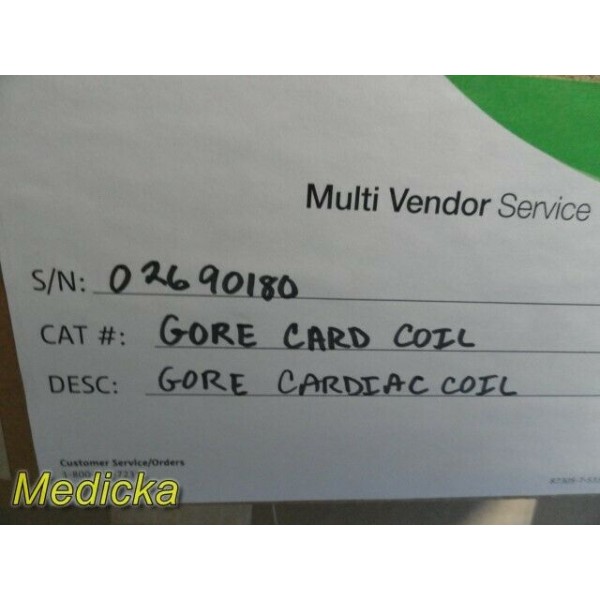 Multi Vendor Service
S/N: 02690180
CAT #: GORE CARD COIL
DESC: GORE CARDIAC COIL
Customer Service/Orders
Medicka